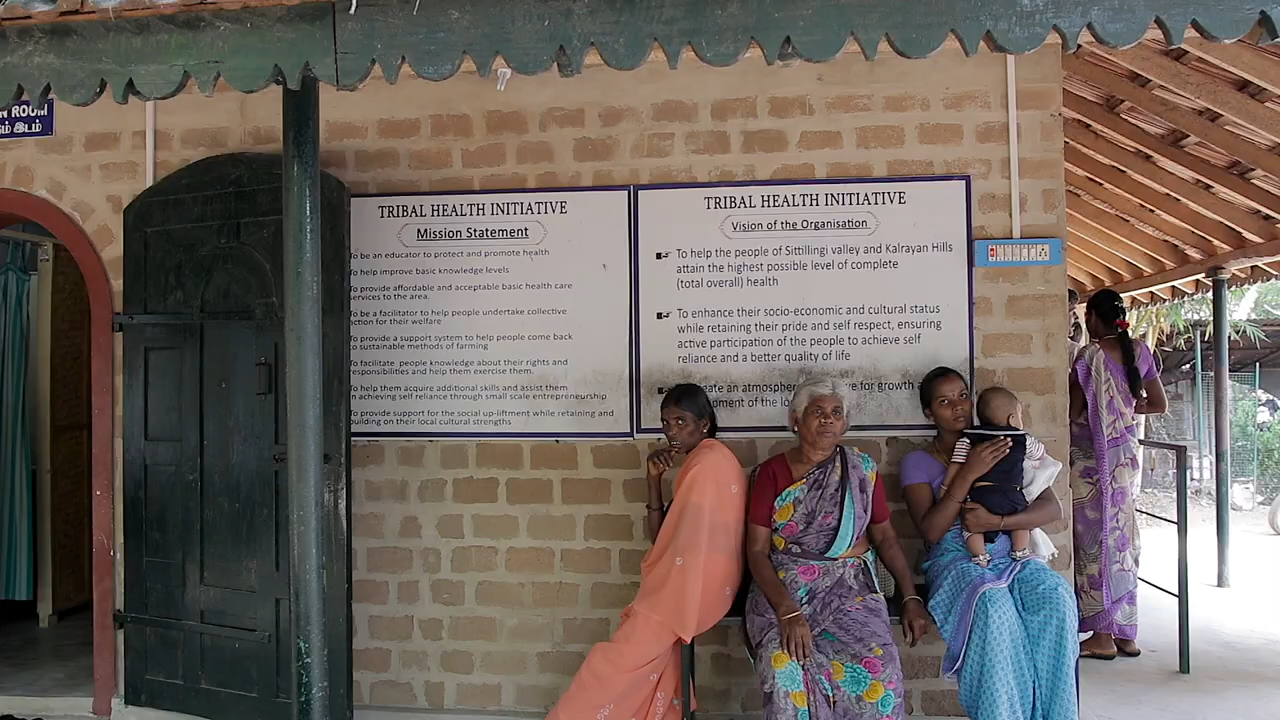 ROOM
இடம்
TRIBAL HEALTH INITIATIVE
Mission Statement
To be an educator to protect and promote health
To help improve basic knowledge levels
To provide affordable and acceptable basic health care
services to the area.
To be a facilitator to help people undertake collective
action for their welfare
To provide a support system to help people come back
to sustainable methods of farming
To facilitate people knowledge about their rights and
responsibilities and help them exercise them.
To help them acquire additional skills and assist them
in achieving self reliance through small scale entrepreneurship
To provide support for the social up-liftment while retaining and
building on their local cultural strengths
TRIBAL HEALTH INITIATIVE
Vision of the Organisation
To help the people of Sittilingi valley and Kalrayan Hills
attain the highest possible level of complete
(total overall) health
To enhance their socio-economic and cultural status
while retaining their pride and self respect, ensuring
active participation of the people to achieve self
reliance and a better quality of life
create an atmosphere for growth
of the